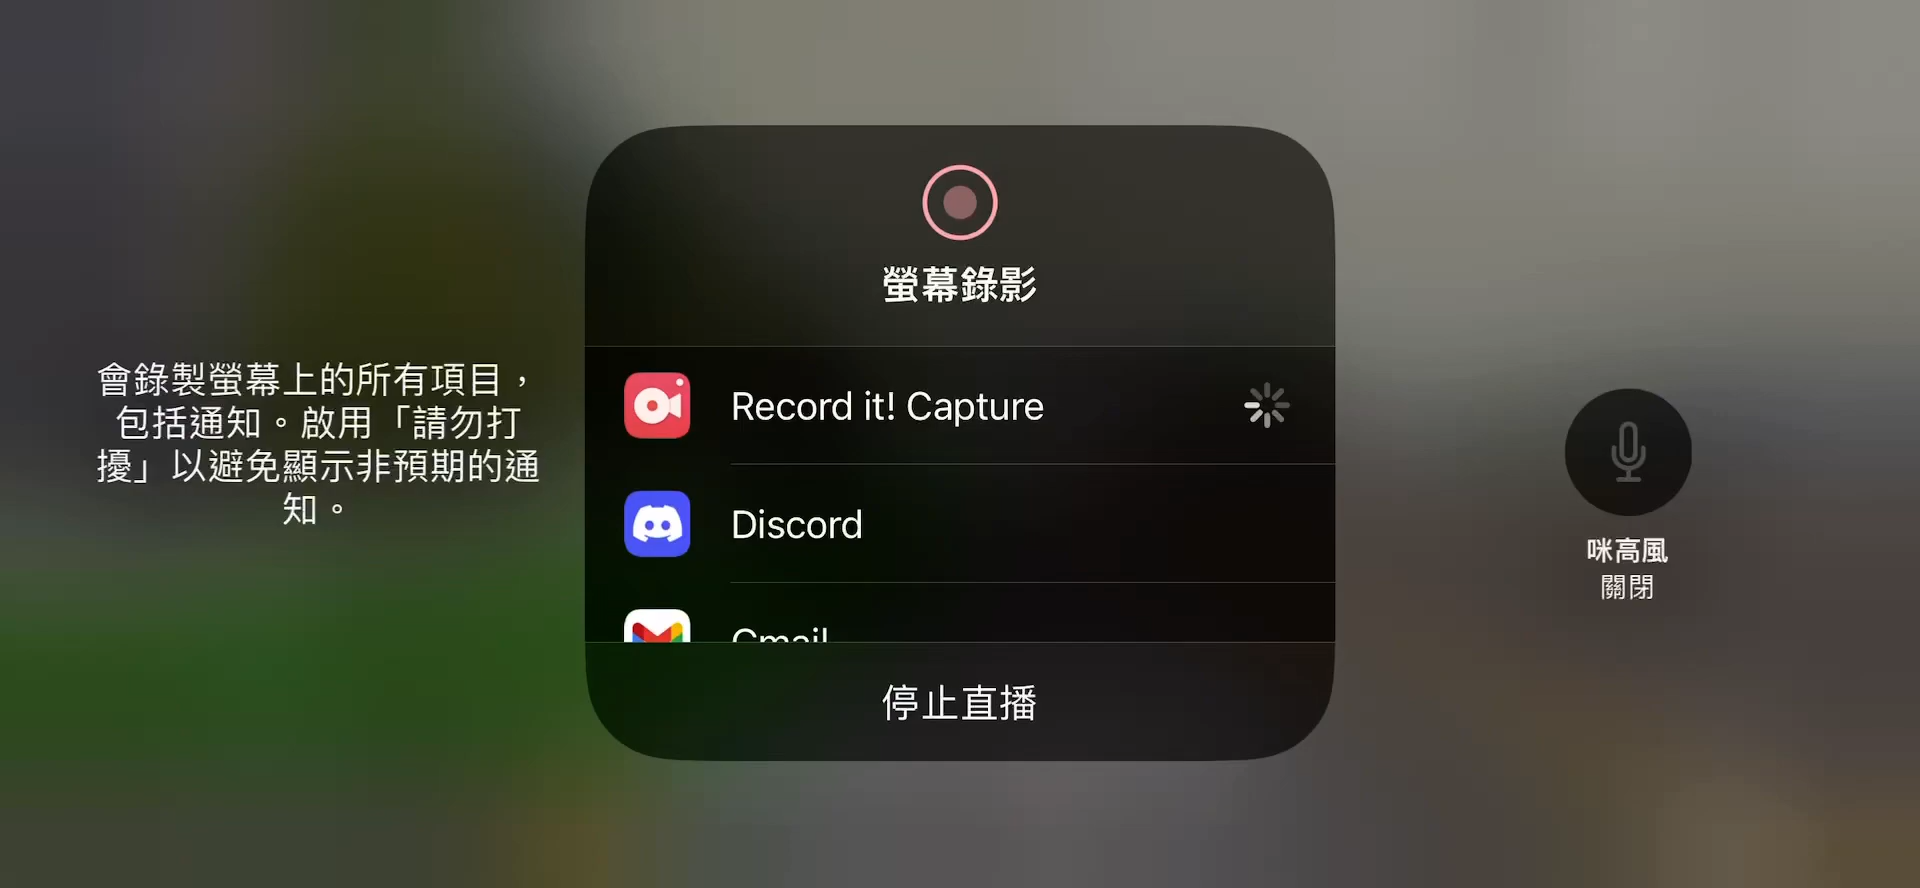 螢幕錄影
會錄製螢幕上的所有項目，
包括通知。啟用「請勿打
擾」以避免顯示非預期的通
知。
Record it! Capture
Discord
Gmail
停止直播
咪高風
關閉